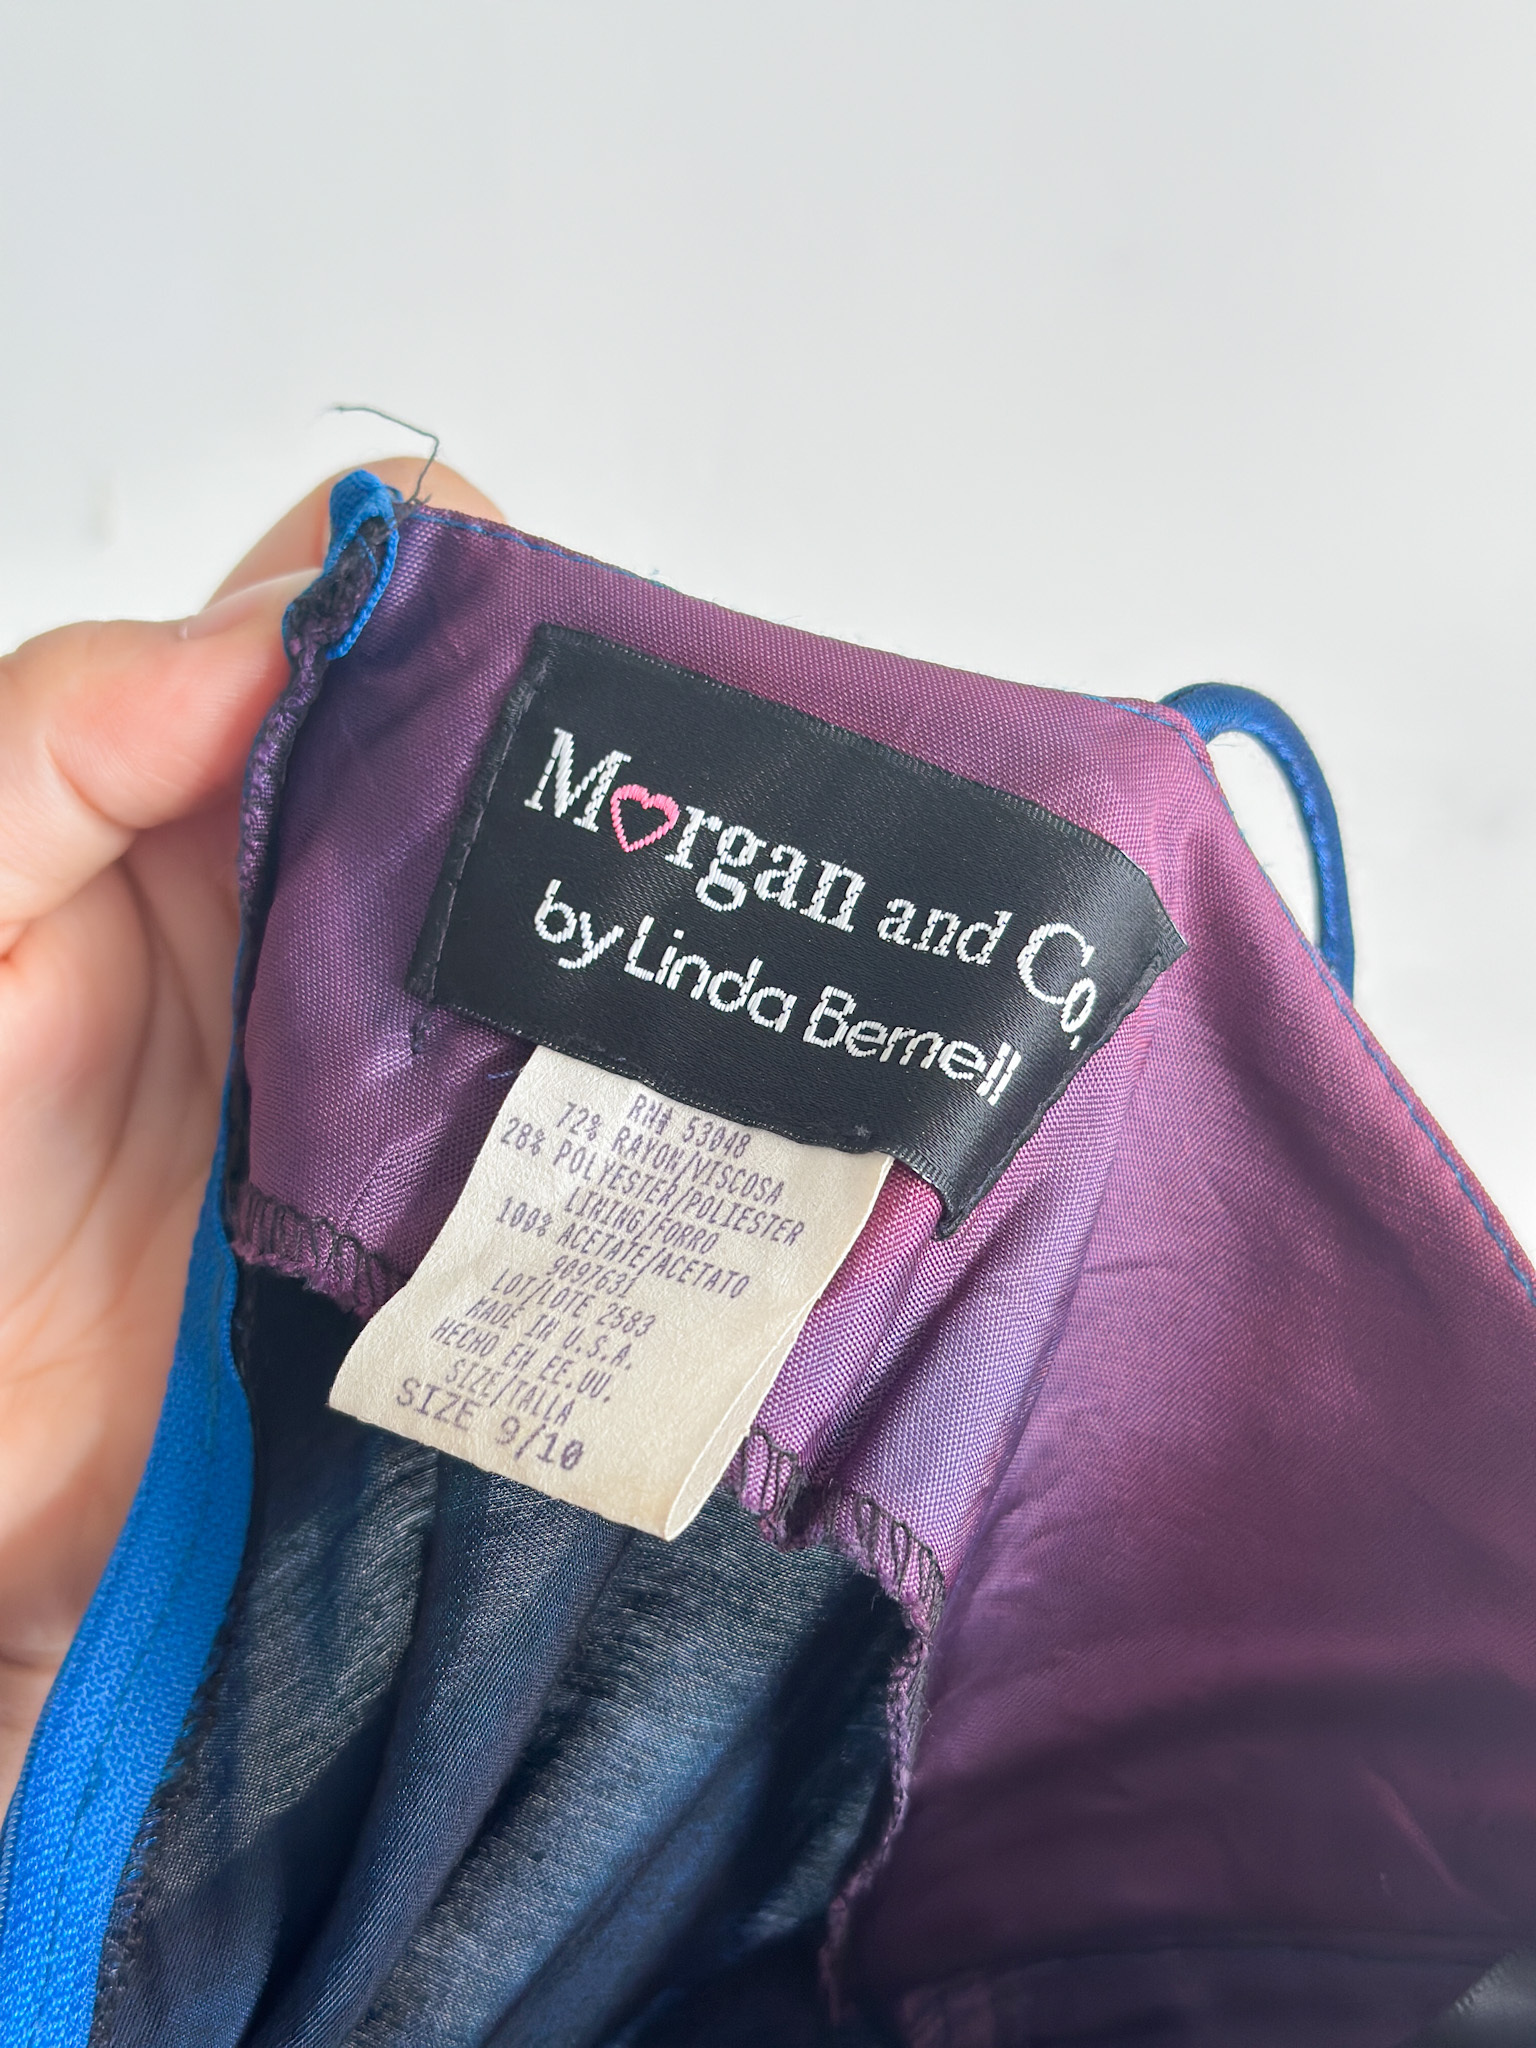 Morgan and Co.
by Linda Bernell
RN# 53048
72% RAYON/VISCOSA
28% POLYESTER/POLIESTER
LINING/FORRO
100% ACETATE/ACETATO
9097631
LOT/LOTE 2583
MADE IN U.S.A.
HECHO EN EE.UU.
SIZE/TALLA
SIZE 9/10